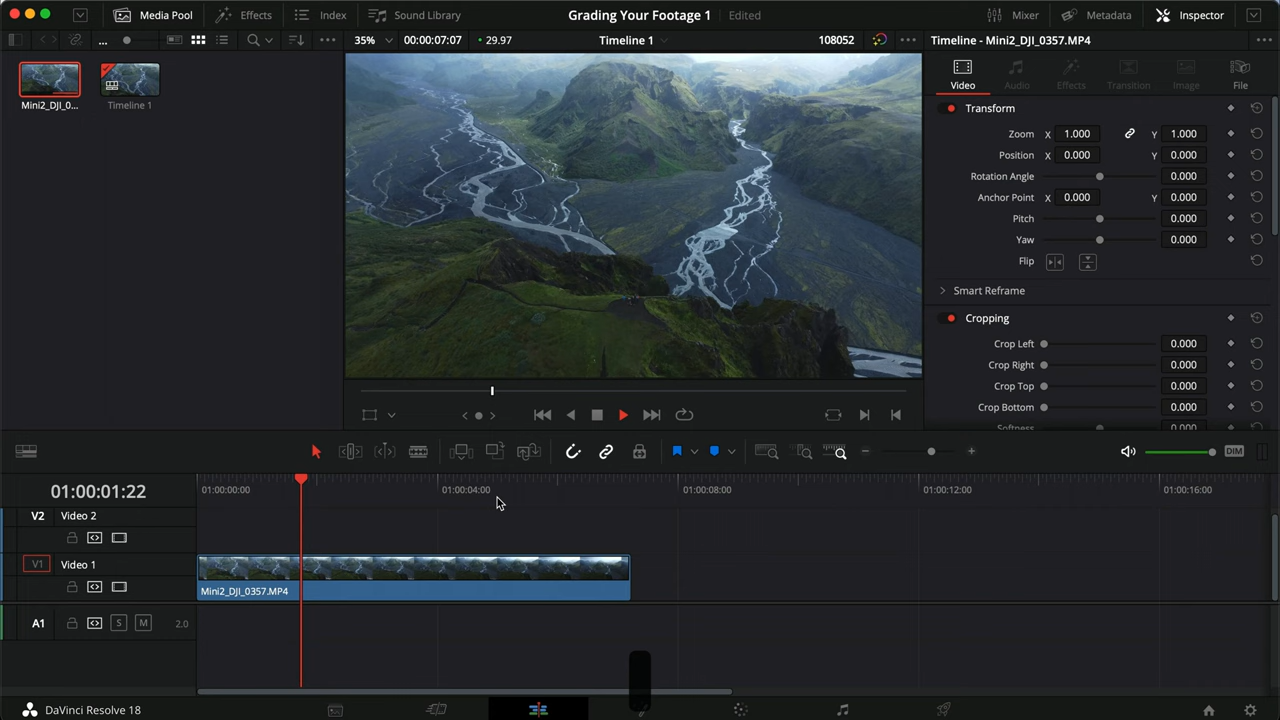 Media Pool
Effects
Index
Sound Library
Grading Your Footage 1
Edited
Mixer
Metadata
Inspector
...
35%
00:00:07:07
29.97
Timeline 1
108052
Timeline - Mini2_DJI_0357.MP4
Mini2_DJI_0...
Timeline 1
Video
Audio
Effects
Transition
Image
File
Transform
Zoom X 1.000 Y 1.000
Position X 0.000 Y 0.000
Rotation Angle 0.000
Anchor Point X 0.000 Y 0.000
Pitch 0.000
Yaw 0.000
Flip
Smart Reframe
Cropping
Crop Left 0.000
Crop Right 0.000
Crop Top 0.000
Crop Bottom 0.000
Softness
DIM
01:00:01:22
01:00:00:00
01:00:04:00
01:00:08:00
01:00:12:00
01:00:16:00
V2 Video 2
V1 Video 1
Mini2_DJI_0357.MP4
A1 S M 2.0
DaVinci Resolve 18